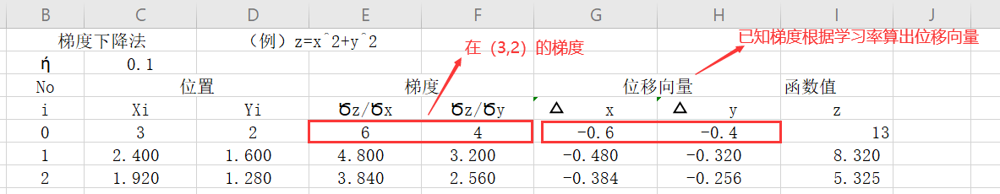 B C D E F G H I J
梯度下降法 （例）z=x^2+y^2 已知梯度根据学习率算出位移向量
ή 0.1 在（3,2）的梯度
No 位置 梯度 位移向量 函数值
i Xi Yi Ծz/Ծx Ծz/Ծy △ x △ y z
0 3 2 6 4 -0.6 -0.4 13
1 2.400 1.600 4.800 3.200 -0.480 -0.320 8.320
2 1.920 1.280 3.840 2.560 -0.384 -0.256 5.325